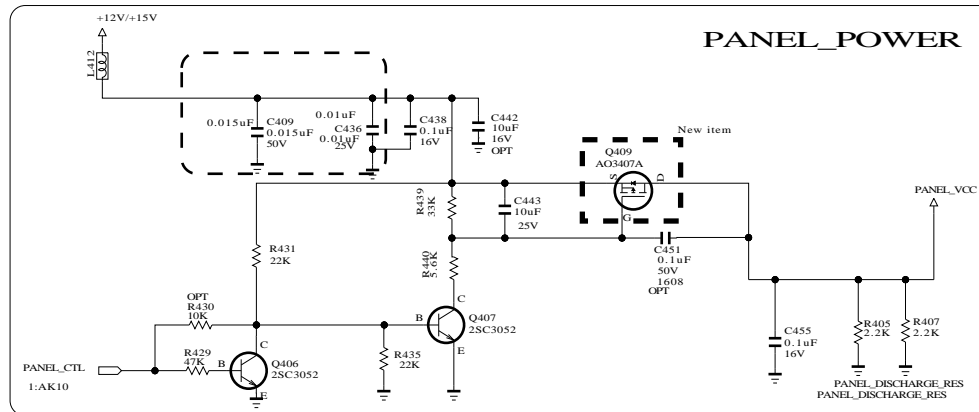 PANEL_POWER
+12V/+15V
L412
0.015uF
C409
0.015uF
50V
0.01uF
C436
0.01uF
25V
C438
0.1uF
16V
C442
10uF
16V
OPT
New item
Q409
AO3407A
S
D
G
PANEL_VCC
R439
33K
C443
10uF
25V
R431
22K
R440
5.6K
C451
0.1uF
50V
1608
OPT
OPT
R430
10K
C
B
Q407
2SC3052
E
R429
47K
PANEL_CTL
1:AK10
C
B
Q406
2SC3052
E
R435
22K
C455
0.1uF
16V
R405
2.2K
R407
2.2K
PANEL_DISCHARGE_RES
PANEL_DISCHARGE_RES